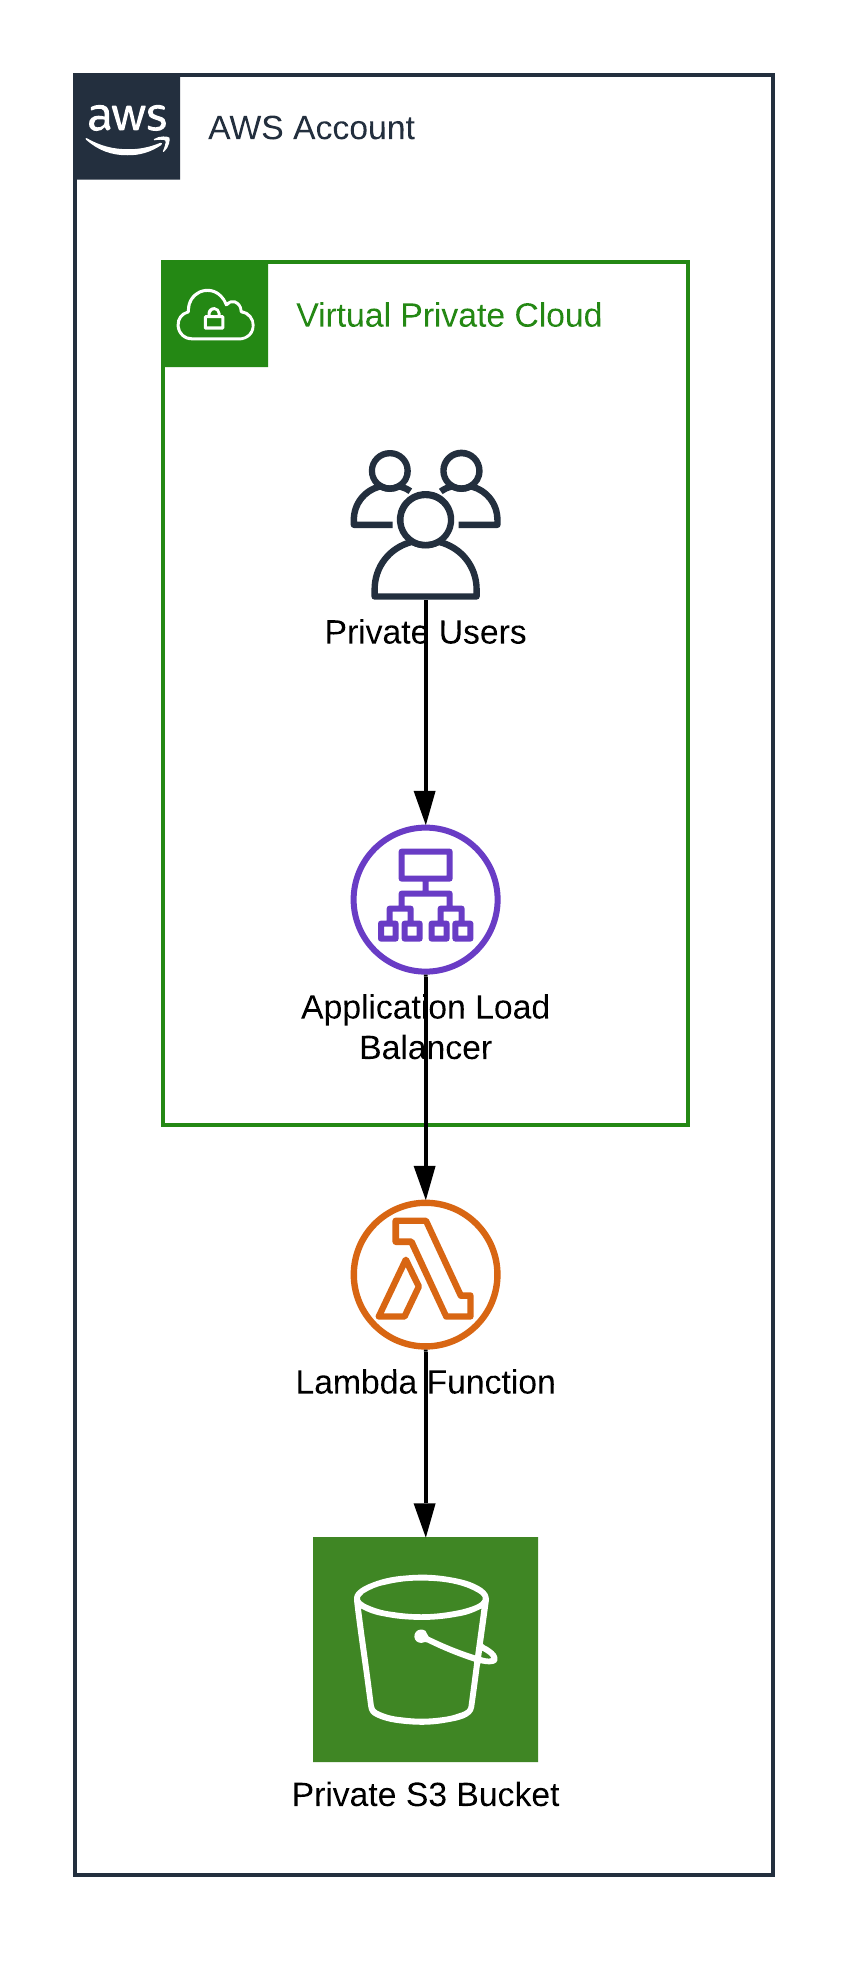 aws
AWS Account
Virtual Private Cloud
Private Users
Application Load
Balancer
Lambda Function
Private S3 Bucket